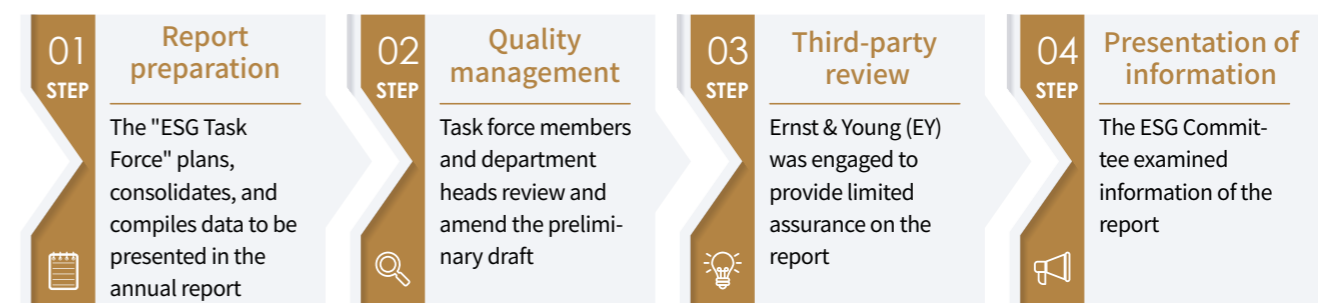 01
STEP
Report
preparation
The "ESG Task
Force" plans,
consolidates, and
compiles data to be
presented in the
annual report
02
STEP
Quality
management
Task force members
and department
heads review and
amend the prelimi-
nary draft
03
STEP
Third-party
review
Ernst & Young (EY)
was engaged to
provide limited
assurance on the
report
04
STEP
Presentation of
information
The ESG Commit-
tee examined
information of the
report